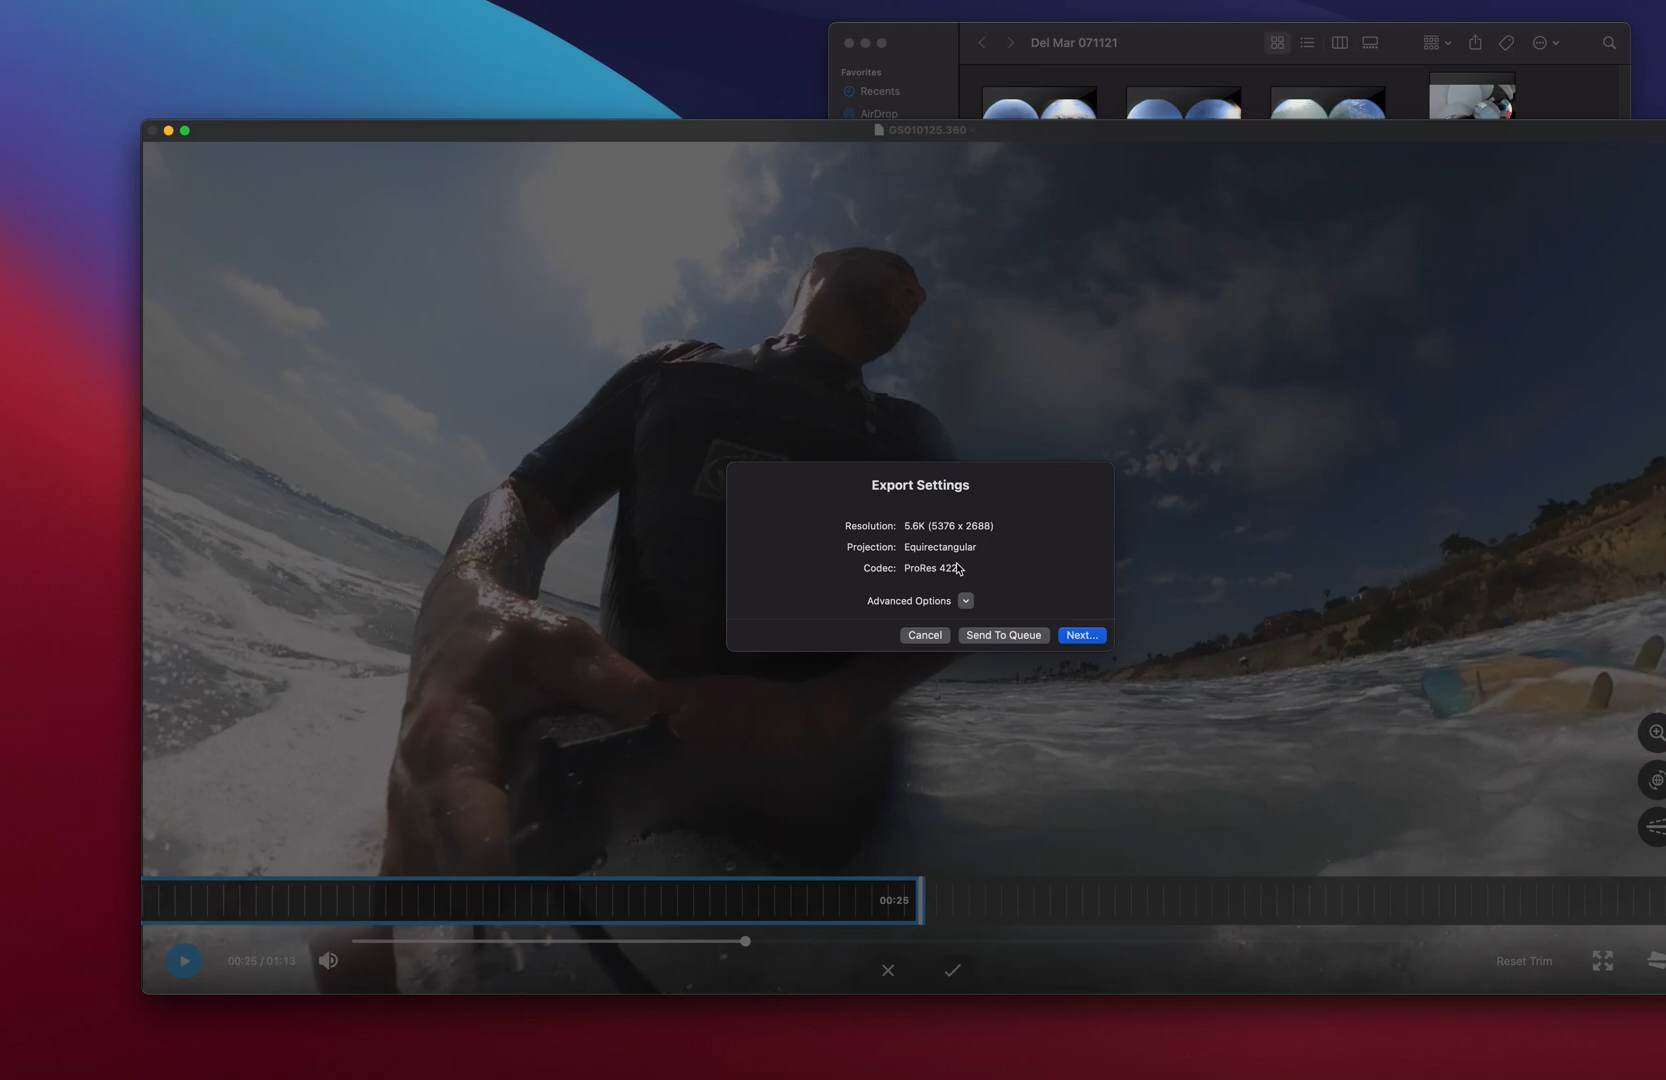 Del Mar 071121
Favorites
Recents
AirDrop
GS010125.360
Export Settings
Resolution: 5.6K (5376 x 2688)
Projection: Equirectangular
Codec: ProRes 422
Advanced Options
Cancel Send To Queue Next...
00:25
00:25 / 01:13
Reset Trim